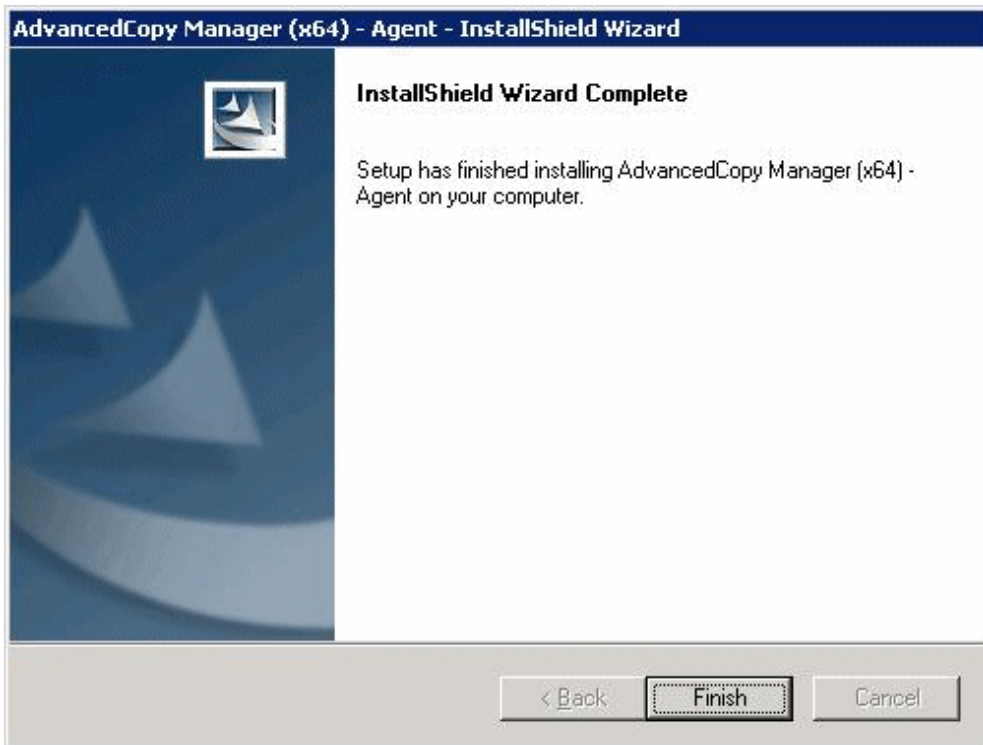 AdvancedCopy Manager (x64) - Agent - InstallShield Wizard
InstallShield Wizard Complete
Setup has finished installing AdvancedCopy Manager (x64) -
Agent on your computer.
< Back Finish Cancel